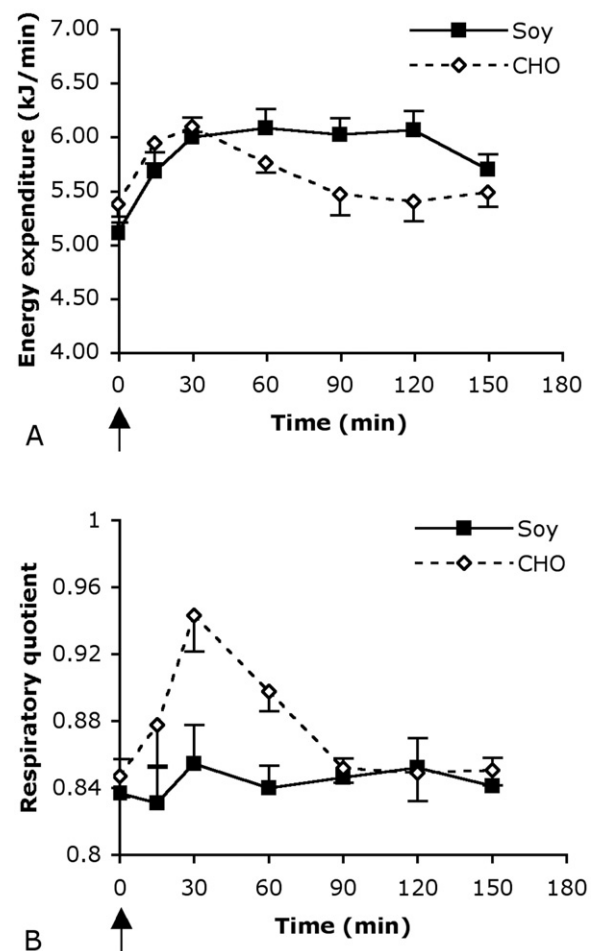 7.00
6.50
6.00
5.50
5.00
4.50
4.00
Energy expenditure (kJ/min)
Soy
CHO
0 30 60 90 120 150 180
Time (min)
A
1
0.96
0.92
0.88
0.84
0.8
Respiratory quotient
Soy
CHO
0 30 60 90 120 150 180
Time (min)
B